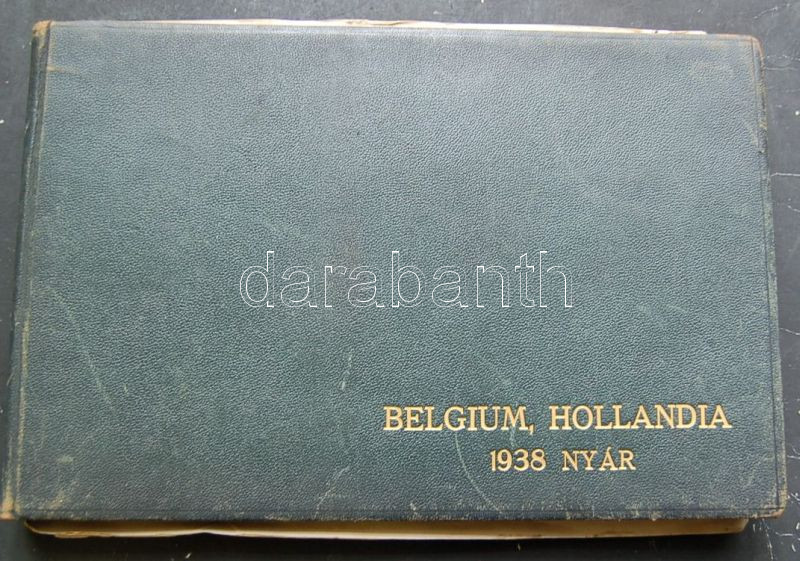 darabanth
BELGIUM, HOLLANDIA
1938 NYÁR